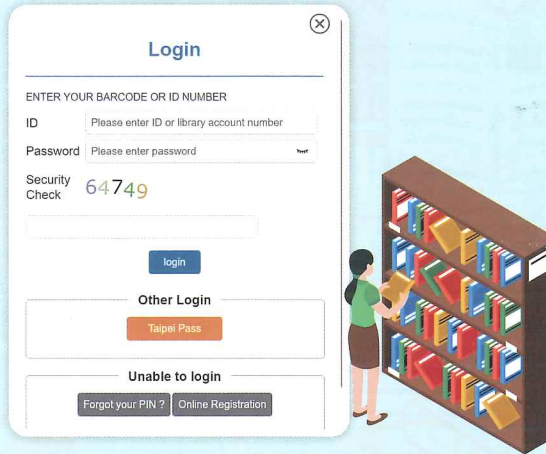 Login
ENTER YOUR BARCODE OR ID NUMBER
ID Please enter ID or library account number
Password Please enter password
Security Check 64749
login
Other Login
Taipei Pass
Unable to login
Forgot your PIN ? Online Registration